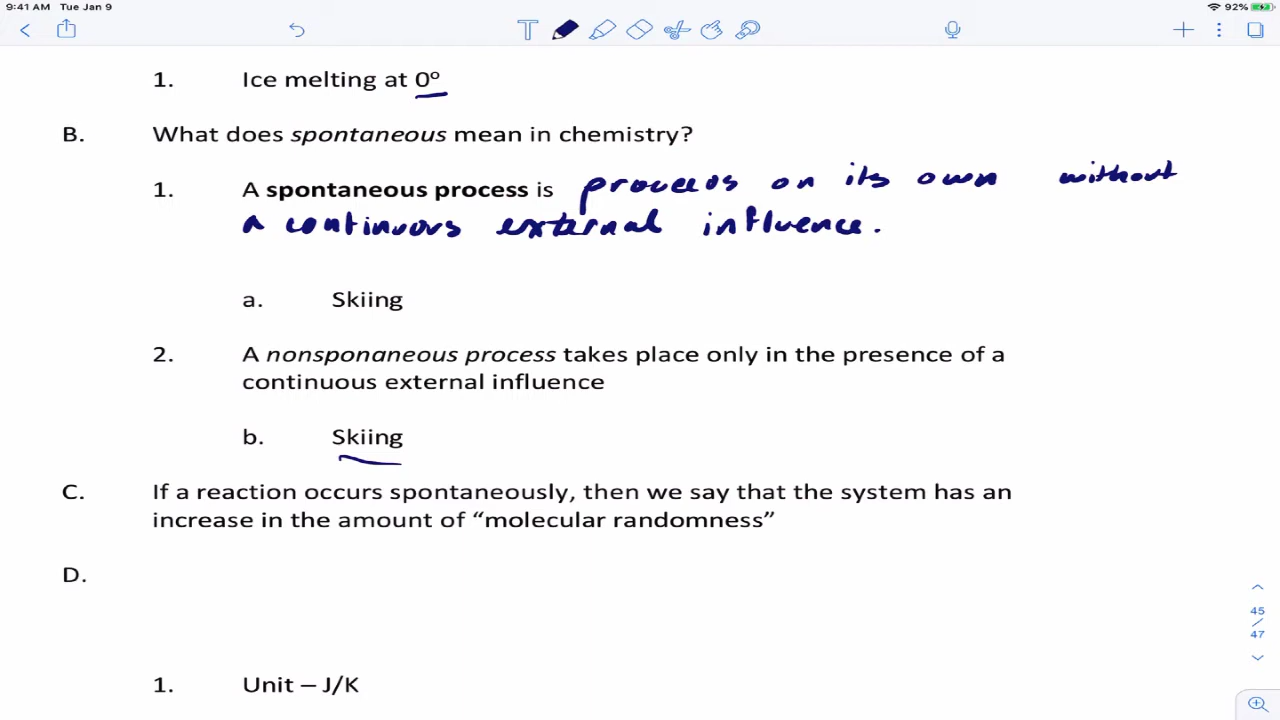 9:41 AM Tue Jan 9
92%
T
1. Ice melting at 0°
B. What does spontaneous mean in chemistry?
1. A spontaneous process is proceeds on its own without
a continuous external influence.
a. Skiing
2. A nonsponaneous process takes place only in the presence of a
continuous external influence
b. Skiing
C. If a reaction occurs spontaneously, then we say that the system has an
increase in the amount of “molecular randomness”
D.
45
/
47
1. Unit – J/K